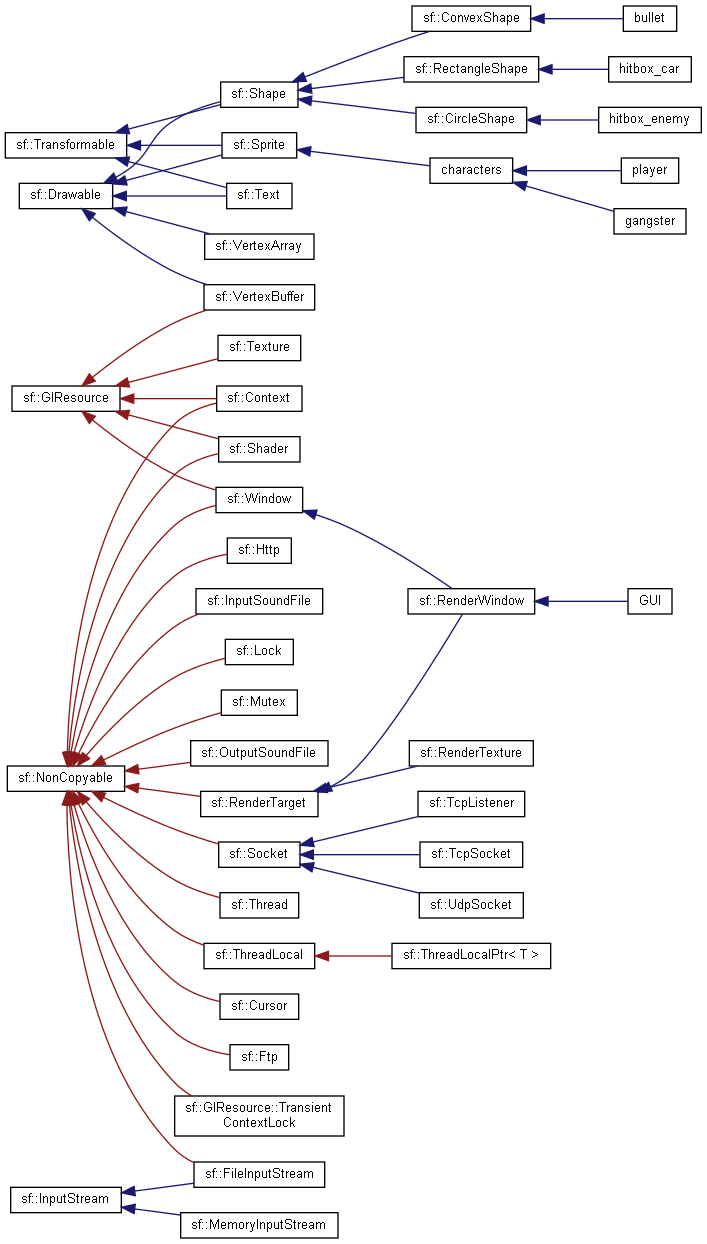 sf::ConvexShape
bullet
sf::RectangleShape
hitbox_car
sf::Shape
sf::CircleShape
hitbox_enemy
sf::Transformable
sf::Sprite
characters
player
sf::Drawable
sf::Text
gangster
sf::VertexArray
sf::VertexBuffer
sf::Texture
sf::GlResource
sf::Context
sf::Shader
sf::Window
sf::Http
sf::InputSoundFile
sf::RenderWindow
GUI
sf::Lock
sf::Mutex
sf::OutputSoundFile
sf::RenderTexture
sf::NonCopyable
sf::RenderTarget
sf::TcpListener
sf::Socket
sf::TcpSocket
sf::Thread
sf::UdpSocket
sf::ThreadLocal
sf::ThreadLocalPtr< T >
sf::Cursor
sf::Ftp
sf::GlResource::Transient
ContextLock
sf::FileInputStream
sf::InputStream
sf::MemoryInputStream